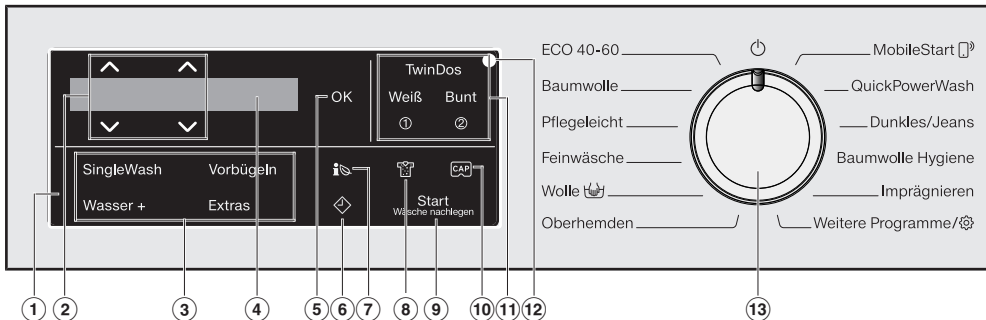 TwinDos
OK
Weiß Bunt
① ②
SingleWash Vorbügeln
Wasser + Extras
CAP
Start
Wäsche nachlegen
ECO 40-60
Baumwolle
Pflegeleicht
Feinwäsche
Wolle
Oberhemden
MobileStart
QuickPowerWash
Dunkles/Jeans
Baumwolle Hygiene
Imprägnieren
Weitere Programme/
① ② ③ ④ ⑤ ⑥ ⑦ ⑧ ⑨ ⑩ ⑪ ⑫ ⑬